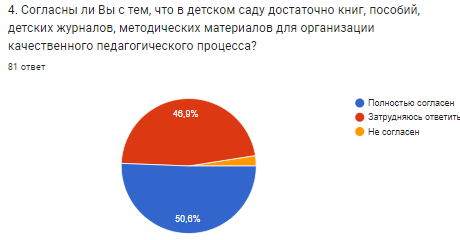 4. Согласны ли Вы с тем, что в детском саду достаточно книг, пособий,
детских журналов, методических материалов для организации
качественного педагогического процесса?
81 ответ
Полностью согласен
Затрудняюсь ответить
Не согласен
46,9%
50,6%